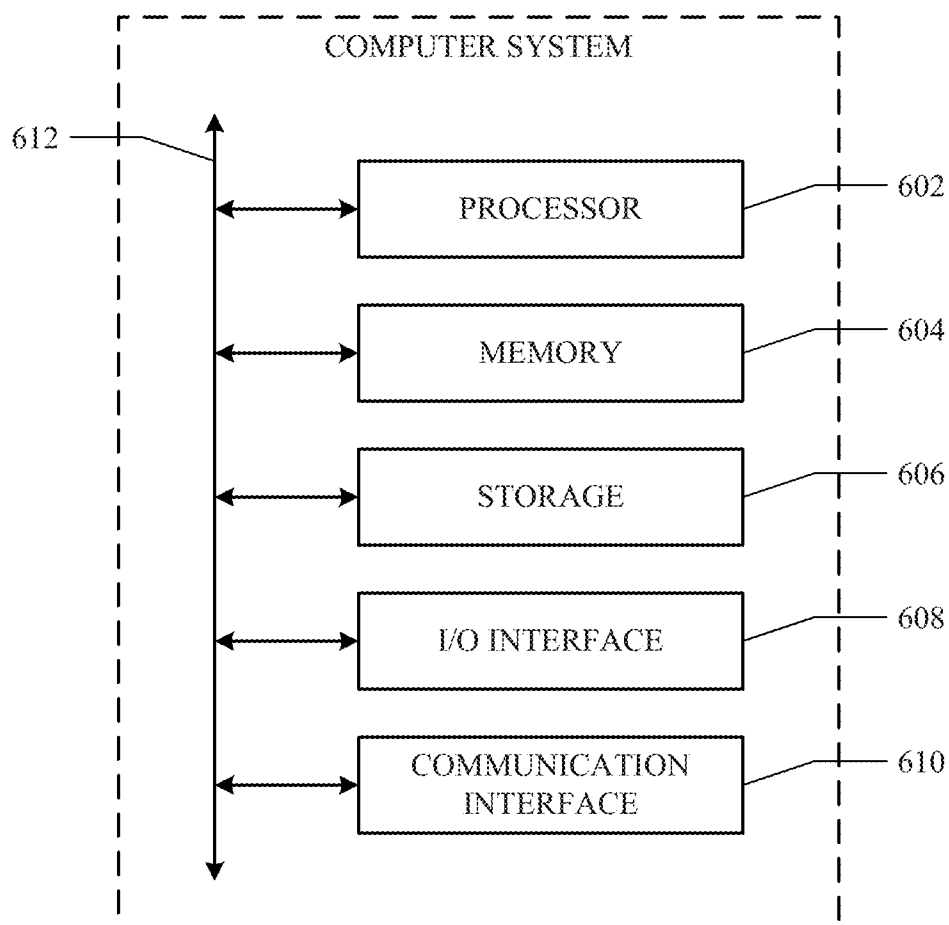 COMPUTER SYSTEM
612
PROCESSOR
602
MEMORY
604
STORAGE
606
I/O INTERFACE
608
COMMUNICATION
INTERFACE
610